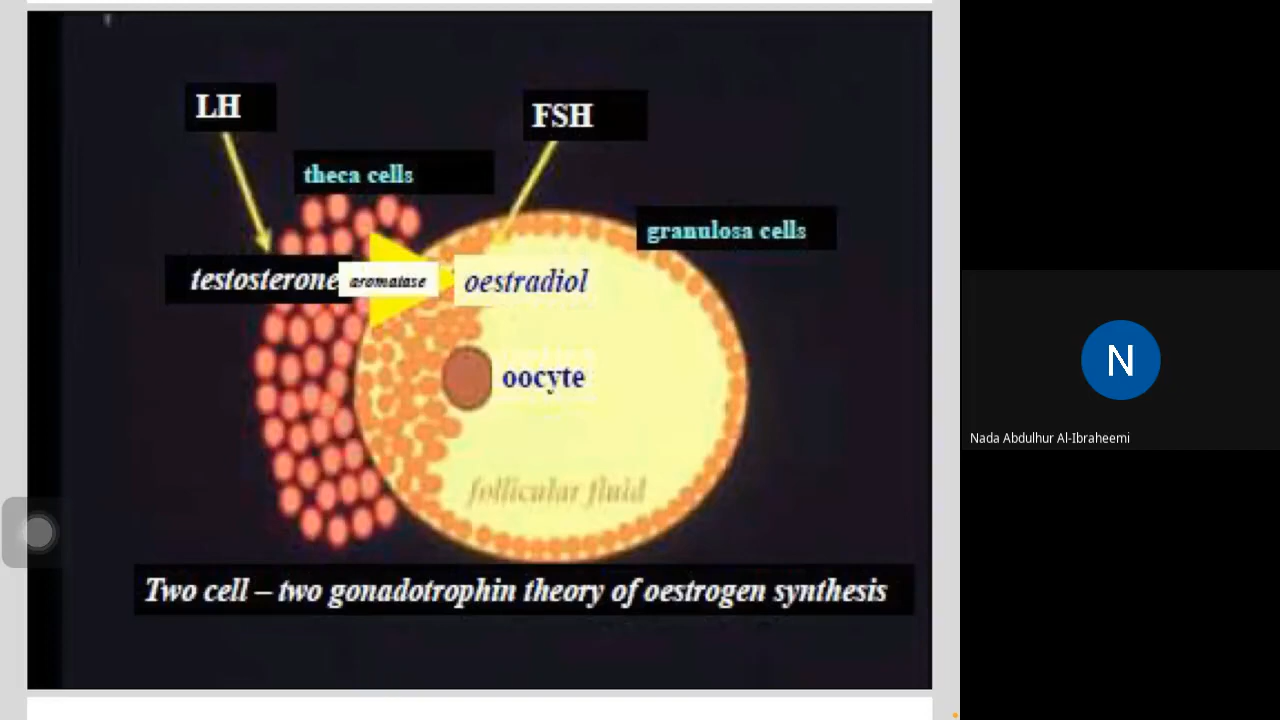 LH
FSH
theca cells
granulosa cells
testosterone
aromatase
oestradiol
oocyte
follicular fluid
Two cell – two gonadotrophin theory of oestrogen synthesis
N
Nada Abdulhur Al-Ibraheemi